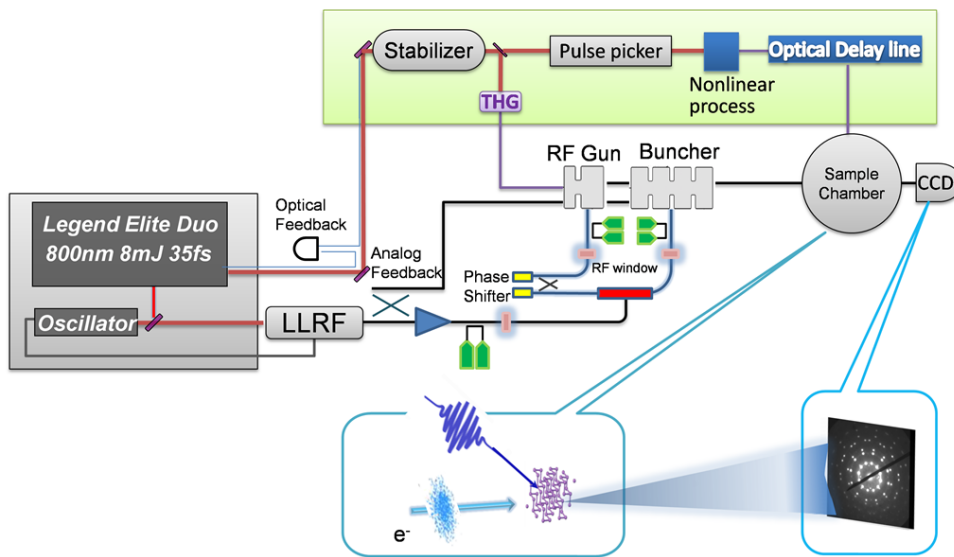 Stabilizer
Pulse picker
Optical Delay line
Nonlinear
process
THG
RF Gun
Buncher
Sample
Chamber
CCD
Legend Elite Duo
800nm 8mJ 35fs
Optical
Feedback
Analog
Feedback
Phase
Shifter
RF window
Oscillator
LLRF
e-